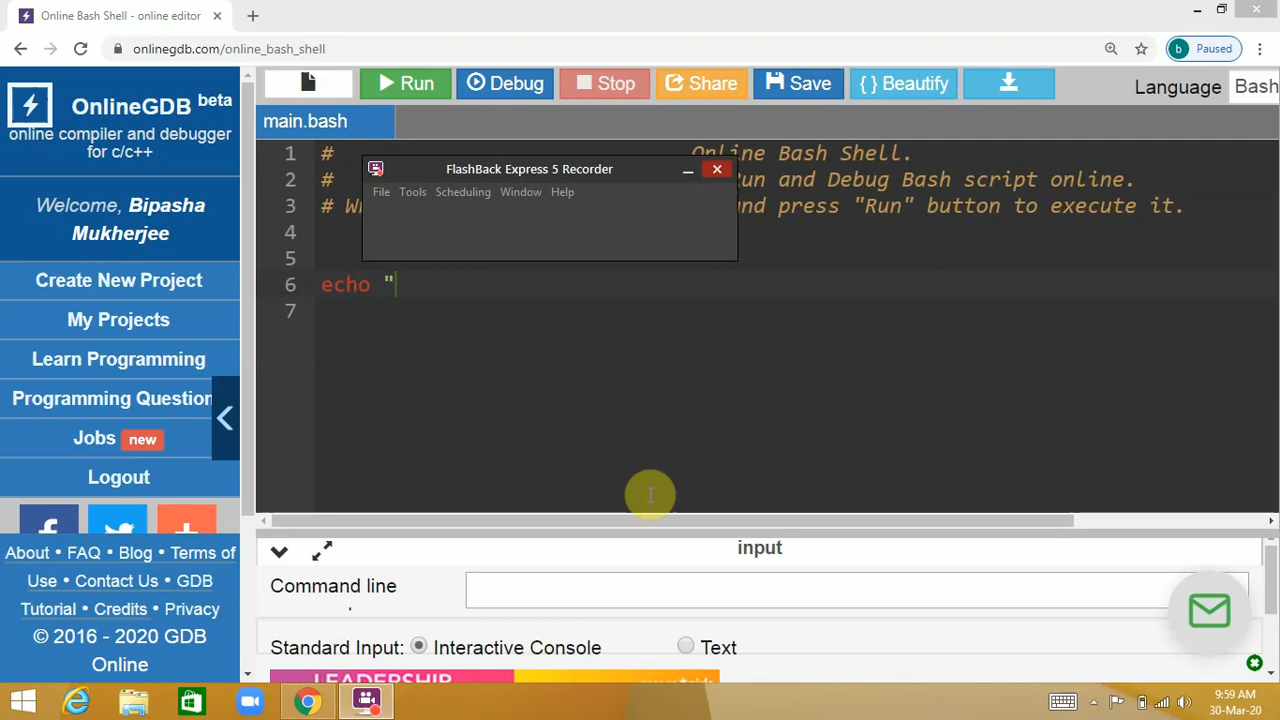 Online Bash Shell - online editor
onlinegdb.com/online_bash_shell
b Paused
OnlineGDB beta
online compiler and debugger
for c/c++
Welcome, Bipasha
Mukherjee
Create New Project
My Projects
Learn Programming
Programming Question
Jobs new
Logout
f
About • FAQ • Blog • Terms of
Use • Contact Us • GDB
Tutorial • Credits • Privacy
© 2016 - 2020 GDB
Online
Run Debug Stop Share Save { } Beautify Language Bash
main.bash
1 # Online Bash Shell.
2 # Run and Debug Bash script online.
3 # Wr and press "Run" button to execute it.
4
5
6 echo "
7
FlashBack Express 5 Recorder
File Tools Scheduling Window Help
input
Command line
Standard Input: Interactive Console Text
LEADERSHIP
9:59 AM
30-Mar-20